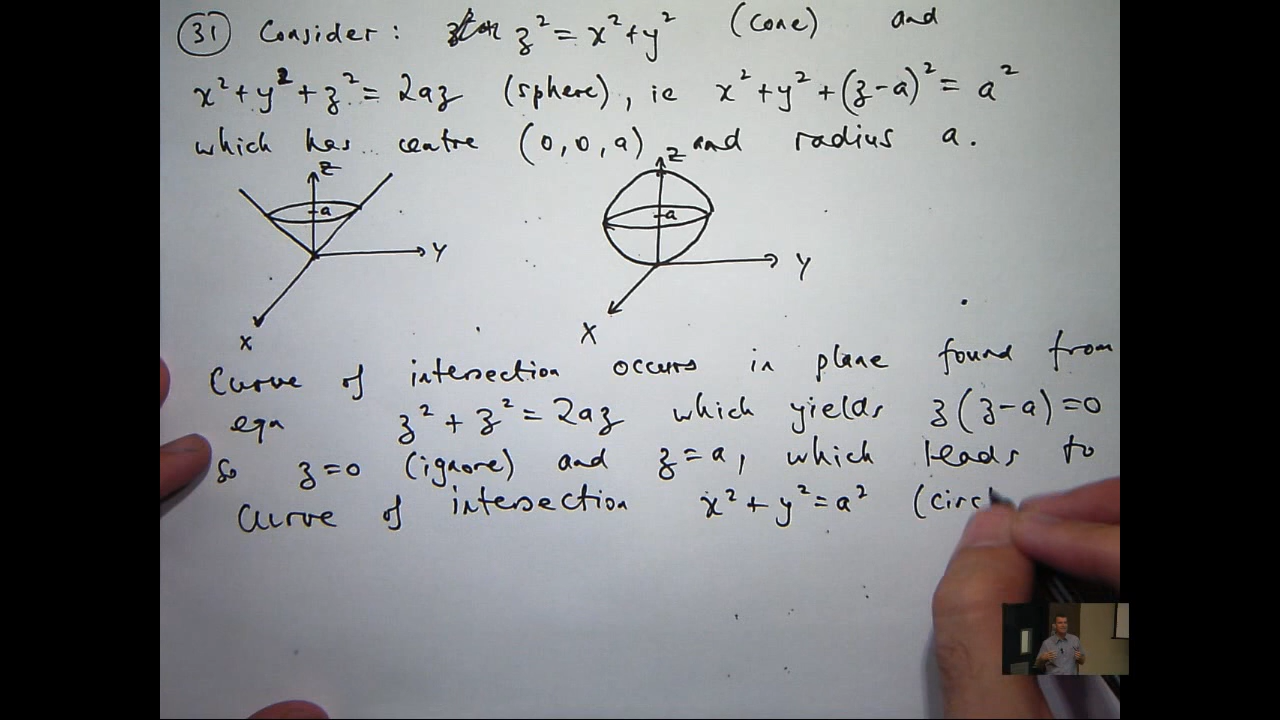 31 Consider: z² = x² + y² (cone) and
x² + y² + z² = 2az (sphere), ie x² + y² + (z-a)² = a²
which has centre (0, 0, a) and radius a.
z z
a a
y y
x x
Curve of intersection occurs in plane found from
eqn z² + z² = 2az which yields z(z-a) = 0
So z = 0 (ignore) and z = a, which leads to
curve of intersection x² + y² = a² (circ